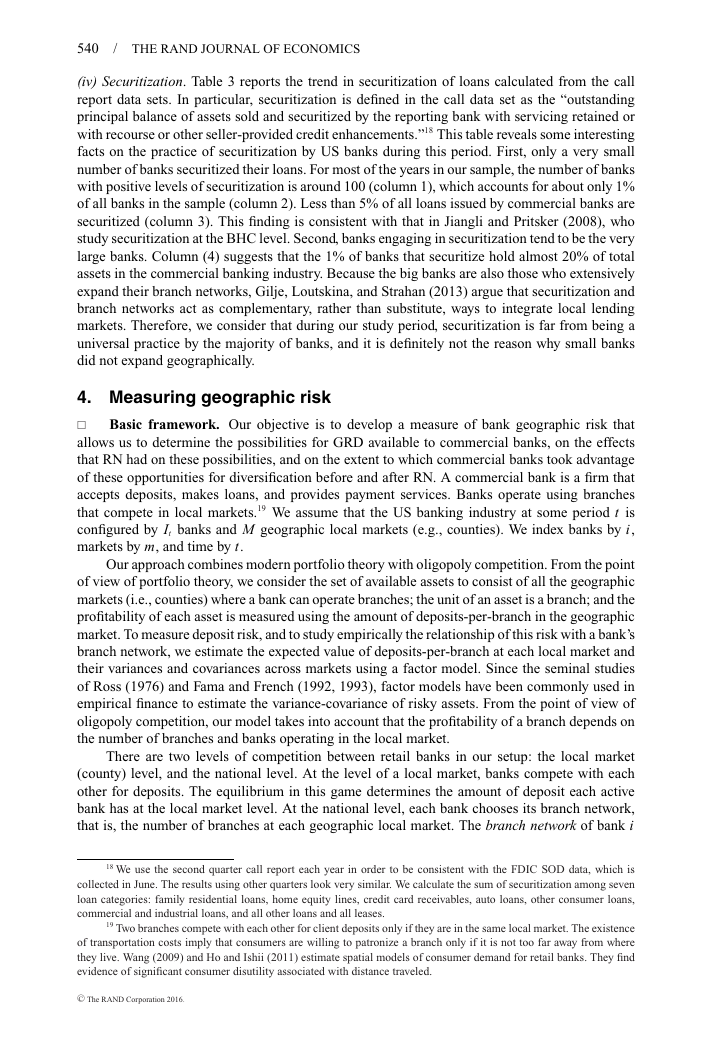 540 / THE RAND JOURNAL OF ECONOMICS
(iv) Securitization. Table 3 reports the trend in securitization of loans calculated from the call
report data sets. In particular, securitization is defined in the call data set as the “outstanding
principal balance of assets sold and securitized by the reporting bank with servicing retained or
with recourse or other seller-provided credit enhancements.”18 This table reveals some interesting
facts on the practice of securitization by US banks during this period. First, only a very small
number of banks securitized their loans. For most of the years in our sample, the number of banks
with positive levels of securitization is around 100 (column 1), which accounts for about only 1%
of all banks in the sample (column 2). Less than 5% of all loans issued by commercial banks are
securitized (column 3). This finding is consistent with that in Jiangli and Pritsker (2008), who
study securitization at the BHC level. Second, banks engaging in securitization tend to be the very
large banks. Column (4) suggests that the 1% of banks that securitize hold almost 20% of total
assets in the commercial banking industry. Because the big banks are also those who extensively
expand their branch networks, Gilje, Loutskina, and Strahan (2013) argue that securitization and
branch networks act as complementary, rather than substitute, ways to integrate local lending
markets. Therefore, we consider that during our study period, securitization is far from being a
universal practice by the majority of banks, and it is definitely not the reason why small banks
did not expand geographically.
4. Measuring geographic risk
□ Basic framework. Our objective is to develop a measure of bank geographic risk that
allows us to determine the possibilities for GRD available to commercial banks, on the effects
that RN had on these possibilities, and on the extent to which commercial banks took advantage
of these opportunities for diversification before and after RN. A commercial bank is a firm that
accepts deposits, makes loans, and provides payment services. Banks operate using branches
that compete in local markets.19 We assume that the US banking industry at some period t is
configured by It banks and M geographic local markets (e.g., counties). We index banks by i,
markets by m, and time by t.
Our approach combines modern portfolio theory with oligopoly competition. From the point
of view of portfolio theory, we consider the set of available assets to consist of all the geographic
markets (i.e., counties) where a bank can operate branches; the unit of an asset is a branch; and the
profitability of each asset is measured using the amount of deposits-per-branch in the geographic
market. To measure deposit risk, and to study empirically the relationship of this risk with a bank’s
branch network, we estimate the expected value of deposits-per-branch at each local market and
their variances and covariances across markets using a factor model. Since the seminal studies
of Ross (1976) and Fama and French (1992, 1993), factor models have been commonly used in
empirical finance to estimate the variance-covariance of risky assets. From the point of view of
oligopoly competition, our model takes into account that the profitability of a branch depends on
the number of branches and banks operating in the local market.
There are two levels of competition between retail banks in our setup: the local market
(county) level, and the national level. At the level of a local market, banks compete with each
other for deposits. The equilibrium in this game determines the amount of deposit each active
bank has at the local market level. At the national level, each bank chooses its branch network,
that is, the number of branches at each geographic local market. The branch network of bank i
18 We use the second quarter call report each year in order to be consistent with the FDIC SOD data, which is
collected in June. The results using other quarters look very similar. We calculate the sum of securitization among seven
loan categories: family residential loans, home equity lines, credit card receivables, auto loans, other consumer loans,
commercial and industrial loans, and all other loans and all leases.
19 Two branches compete with each other for client deposits only if they are in the same local market. The existence
of transportation costs imply that consumers are willing to patronize a branch only if it is not too far away from where
they live. Wang (2009) and Ho and Ishii (2011) estimate spatial models of consumer demand for retail banks. They find
evidence of significant consumer disutility associated with distance traveled.
© The RAND Corporation 2016.